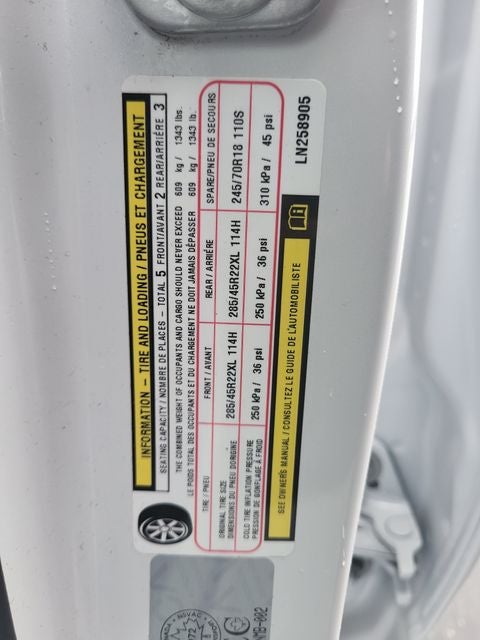 INFORMATION – TIRE AND LOADING / PNEUS ET CHARGEMENT
SEATING CAPACITY / NOMBRE DE PLACES – TOTAL 5 FRONT/AVANT 2 REAR/ARRIÈRE 3
THE COMBINED WEIGHT OF OCCUPANTS AND CARGO SHOULD NEVER EXCEED 609 kg / 1343 lbs.
LE POIDS TOTAL DES OCCUPANTS ET DU CHARGEMENT NE DOIT JAMAIS DÉPASSER 609 kg / 1343 lb.
TIRE / PNEU FRONT / AVANT REAR / ARRIÈRE SPARE/PNEU DE SECOURS
ORIGINAL TIRE SIZE
DIMENSIONS DU PNEU D'ORIGINE 285/45R22XL 114H 285/45R22XL 114H 245/70R18 110S
COLD TIRE INFLATION PRESSURE
PRESSION DE GONFLAGE À FROID 250 kPa / 36 psi 250 kPa / 36 psi 310 kPa / 45 psi
SEE OWNER'S MANUAL / CONSULTEZ LE GUIDE DE L'AUTOMOBILISTE
LN258905